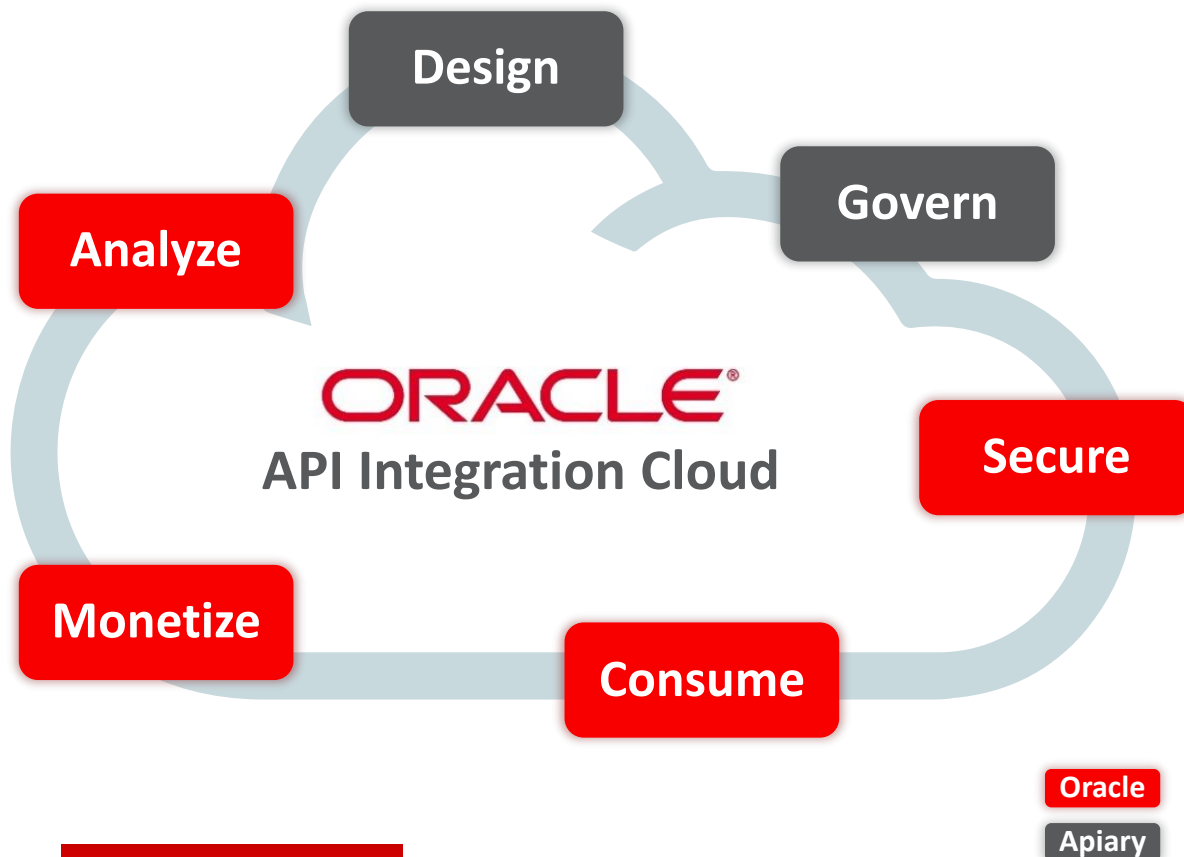 Design
Govern
Analyze
ORACLE®
API Integration Cloud
Secure
Monetize
Consume
Oracle
Apiary